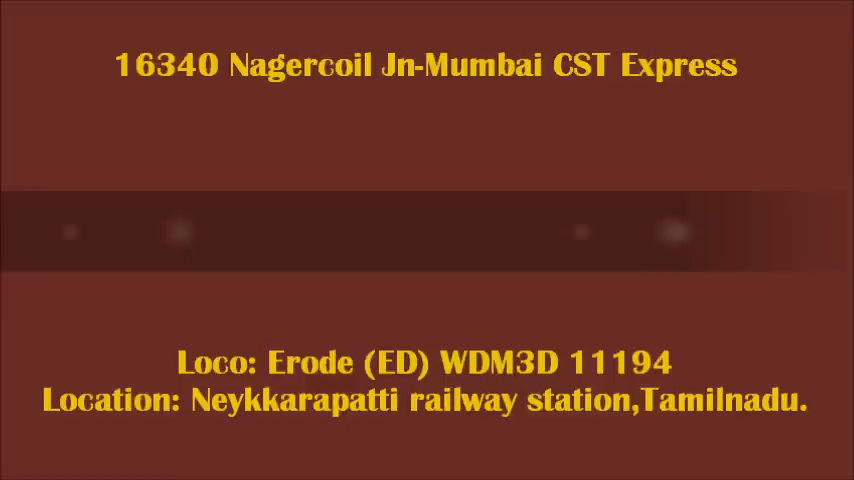 16340 Nagercoil Jn-Mumbai CST Express
Loco: Erode (ED) WDM3D 11194
Location: Neykkarapatti railway station,Tamilnadu.